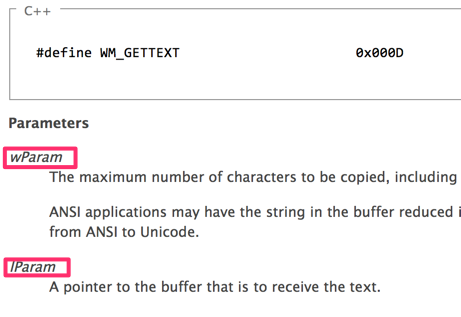 C++
#define WM_GETTEXT 0x000D
Parameters
wParam
The maximum number of characters to be copied, including
ANSI applications may have the string in the buffer reduced i
from ANSI to Unicode.
lParam
A pointer to the buffer that is to receive the text.